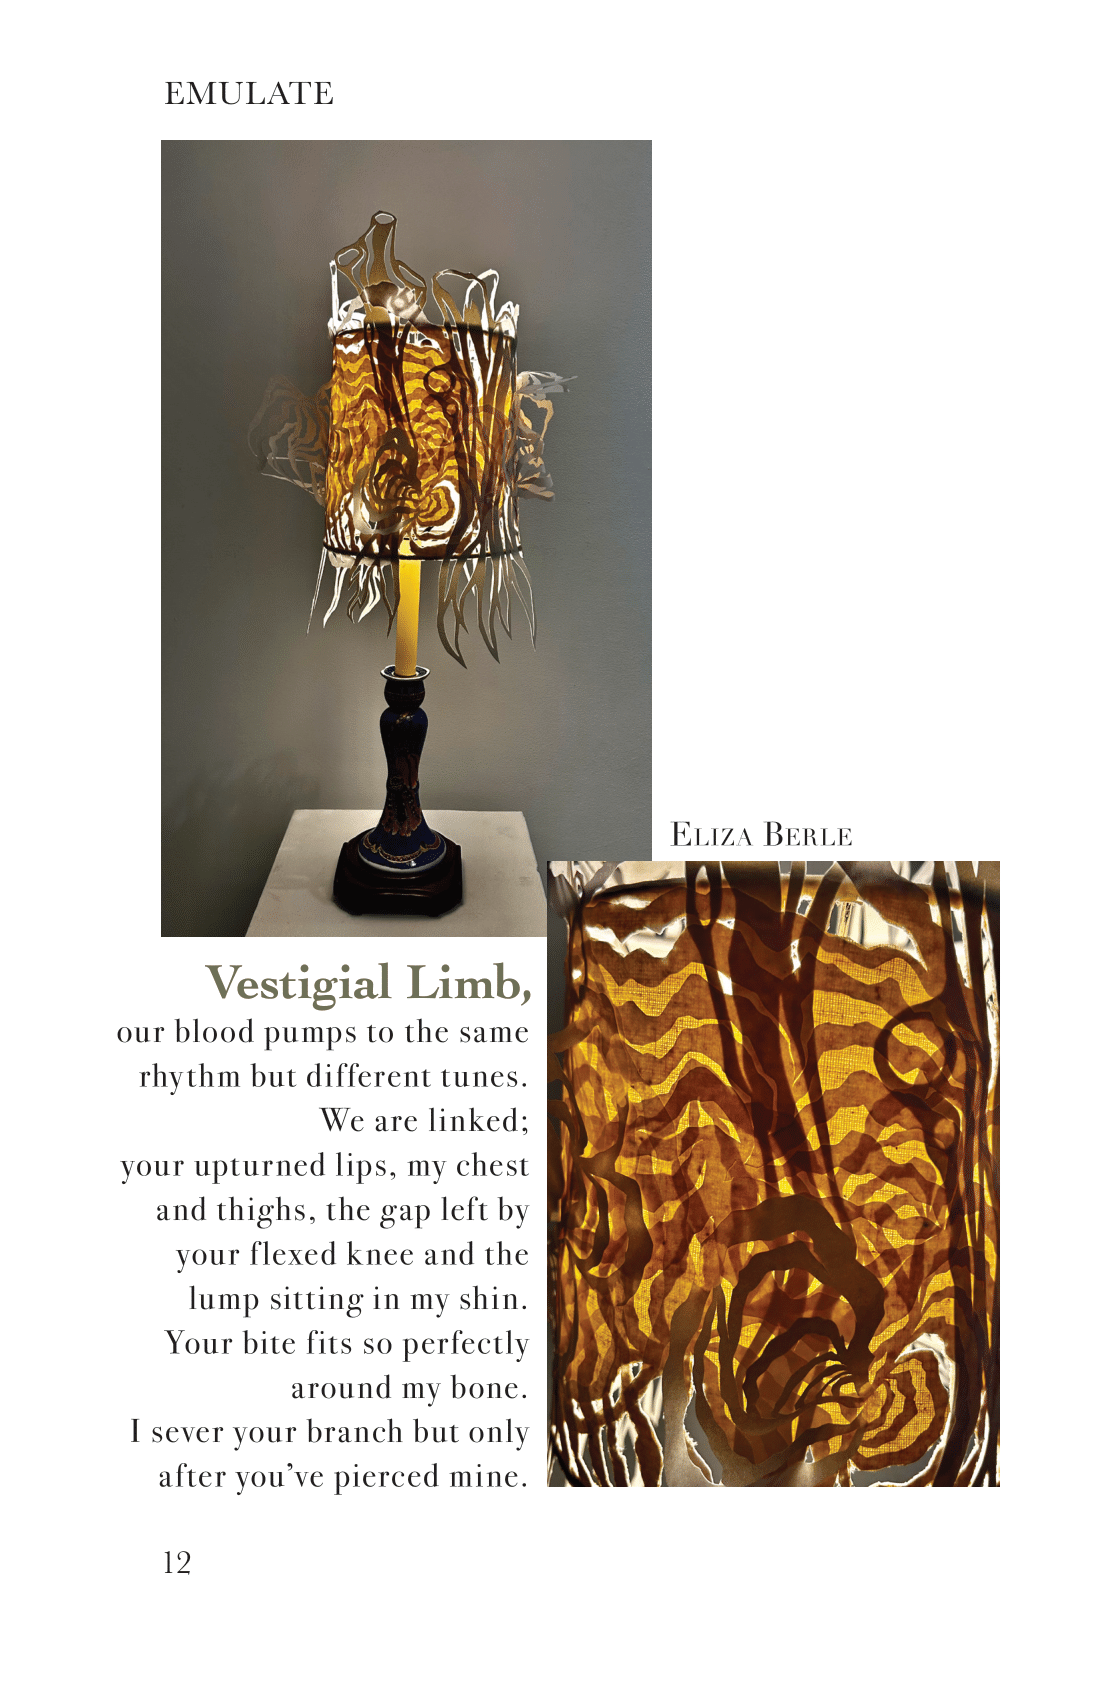 EMULATE
Eliza Berle
Vestigial Limb,
our blood pumps to the same
rhythm but different tunes.
We are linked;
your upturned lips, my chest
and thighs, the gap left by
your flexed knee and the
lump sitting in my shin.
Your bite fits so perfectly
around my bone.
I sever your branch but only
after you’ve pierced mine.
12